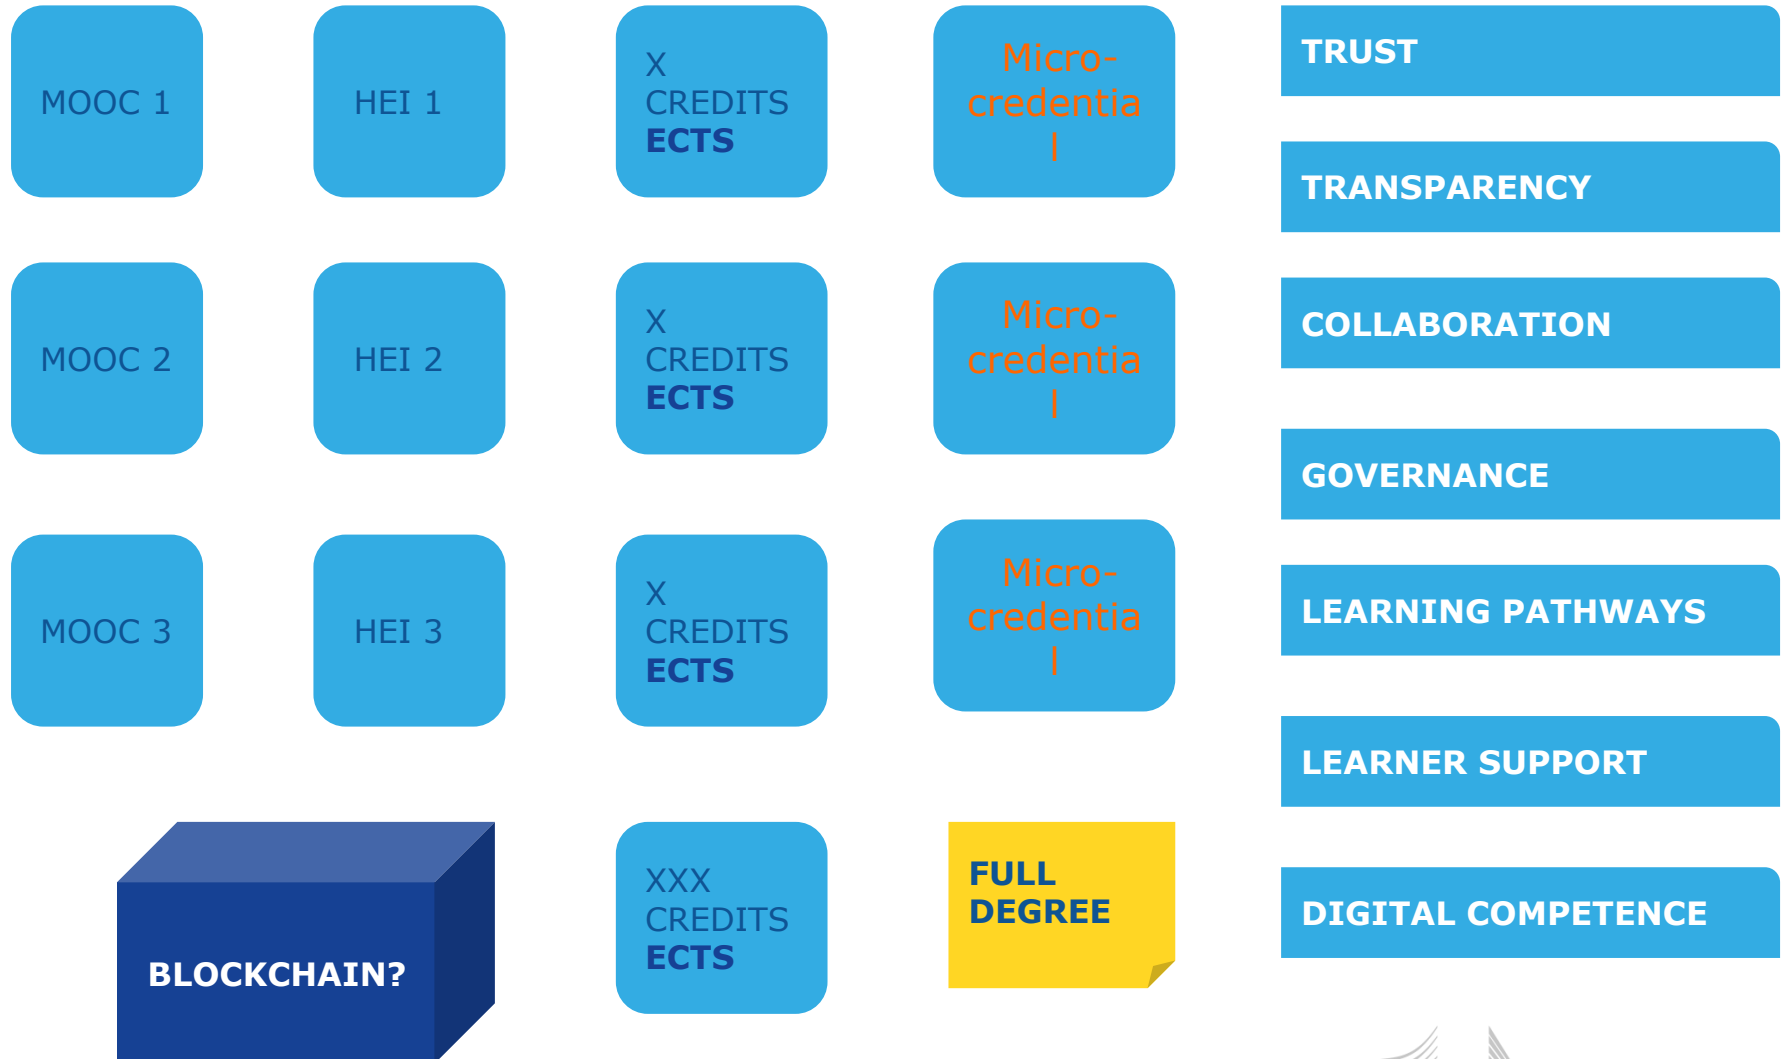 MOOC 1
HEI 1
X
CREDITS
ECTS
Micro-
credentia
l
TRUST
TRANSPARENCY
MOOC 2
HEI 2
X
CREDITS
ECTS
Micro-
credentia
l
COLLABORATION
GOVERNANCE
MOOC 3
HEI 3
X
CREDITS
ECTS
Micro-
credentia
l
LEARNING PATHWAYS
LEARNER SUPPORT
BLOCKCHAIN?
XXX
CREDITS
ECTS
FULL
DEGREE
DIGITAL COMPETENCE